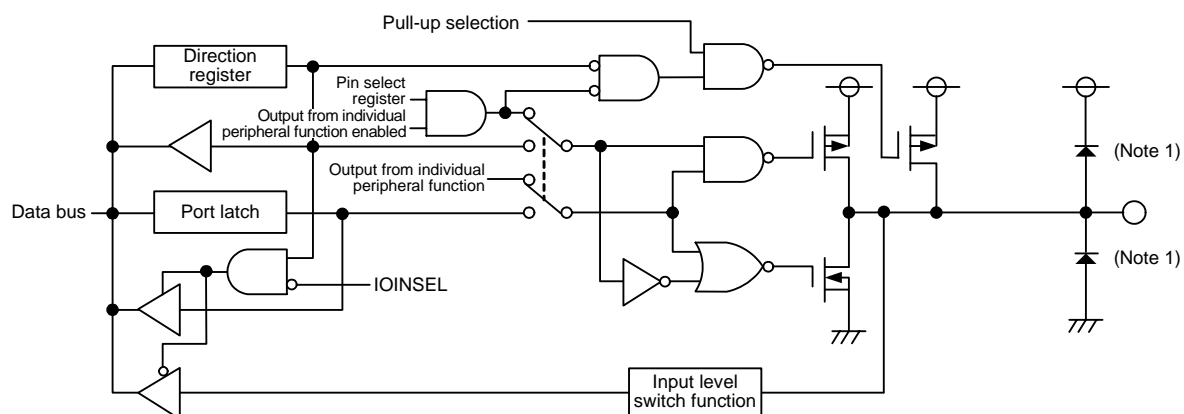 Pull-up selection
Direction
register
Pin select
register
Output from individual
peripheral function enabled
(Note 1)
Output from individual
peripheral function
Data bus
Port latch
(Note 1)
IOINSEL
Input level
switch function